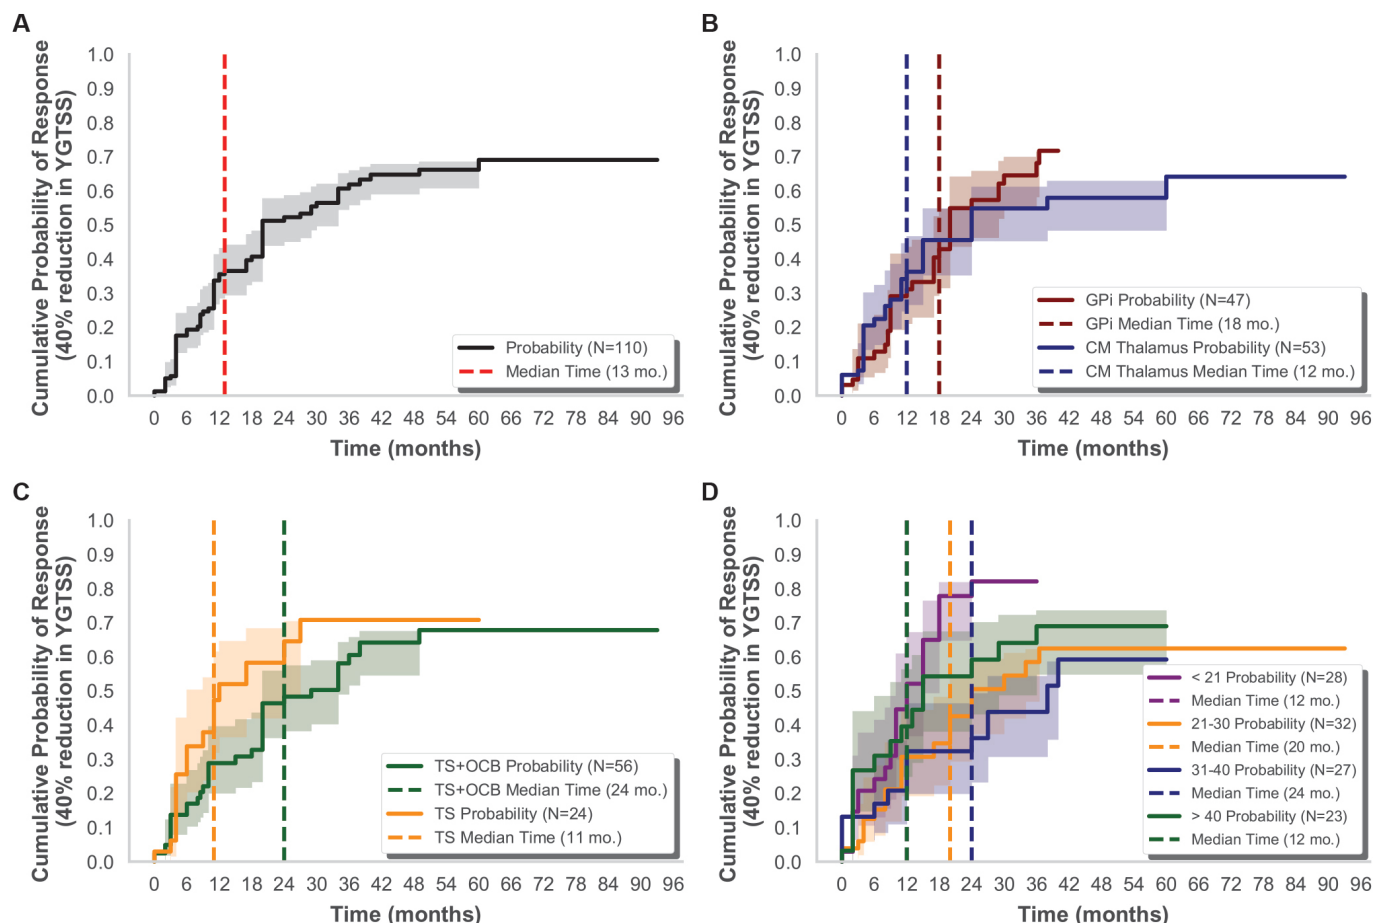 A
Cumulative Probability of Response
(40% reduction in YGTSS)
1.0
0.9
0.8
0.7
0.6
0.5
0.4
0.3
0.2
0.1
0.0
Probability (N=110)
Median Time (13 mo.)
0 6 12 18 24 30 36 42 48 54 60 66 72 78 84 90 96
Time (months)
B
Cumulative Probability of Response
(40% reduction in YGTSS)
1.0
0.9
0.8
0.7
0.6
0.5
0.4
0.3
0.2
0.1
0.0
GPi Probability (N=47)
GPi Median Time (18 mo.)
CM Thalamus Probability (N=53)
CM Thalamus Median Time (12 mo.)
0 6 12 18 24 30 36 42 48 54 60 66 72 78 84 90 96
Time (months)
C
Cumulative Probability of Response
(40% reduction in YGTSS)
1.0
0.9
0.8
0.7
0.6
0.5
0.4
0.3
0.2
0.1
0.0
TS+OCB Probability (N=56)
TS+OCB Median Time (24 mo.)
TS Probability (N=24)
TS Median Time (11 mo.)
0 6 12 18 24 30 36 42 48 54 60 66 72 78 84 90 96
Time (months)
D
Cumulative Probability of Response
(40% reduction in YGTSS)
1.0
0.9
0.8
0.7
0.6
0.5
0.4
0.3
0.2
0.1
0.0
< 21 Probability (N=28)
Median Time (12 mo.)
21-30 Probability (N=32)
Median Time (20 mo.)
31-40 Probability (N=27)
Median Time (24 mo.)
> 40 Probability (N=23)
Median Time (12 mo.)
0 6 12 18 24 30 36 42 48 54 60 66 72 78 84 90 96
Time (months)